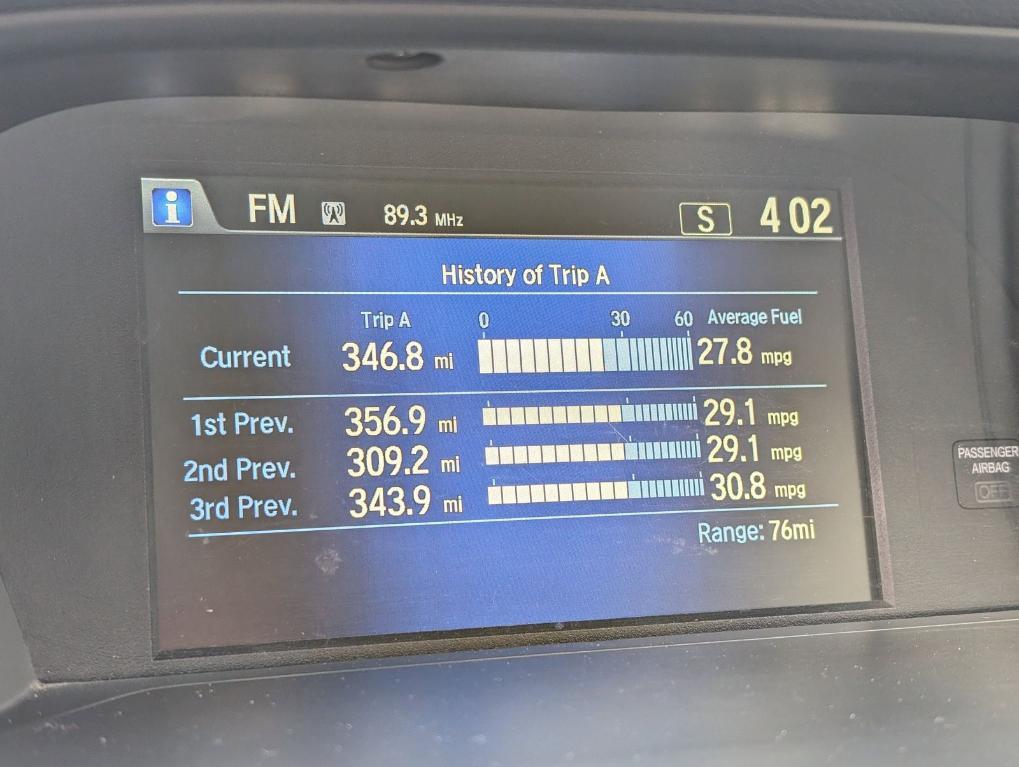 i FM 89.3 MHz S 4 02
History of Trip A
Trip A 0 30 60 Average Fuel
Current 346.8 mi 27.8 mpg
1st Prev. 356.9 mi 29.1 mpg
2nd Prev. 309.2 mi 29.1 mpg
3rd Prev. 343.9 mi 30.8 mpg
Range: 76mi
PASSENGER
AIRBAG
OFF